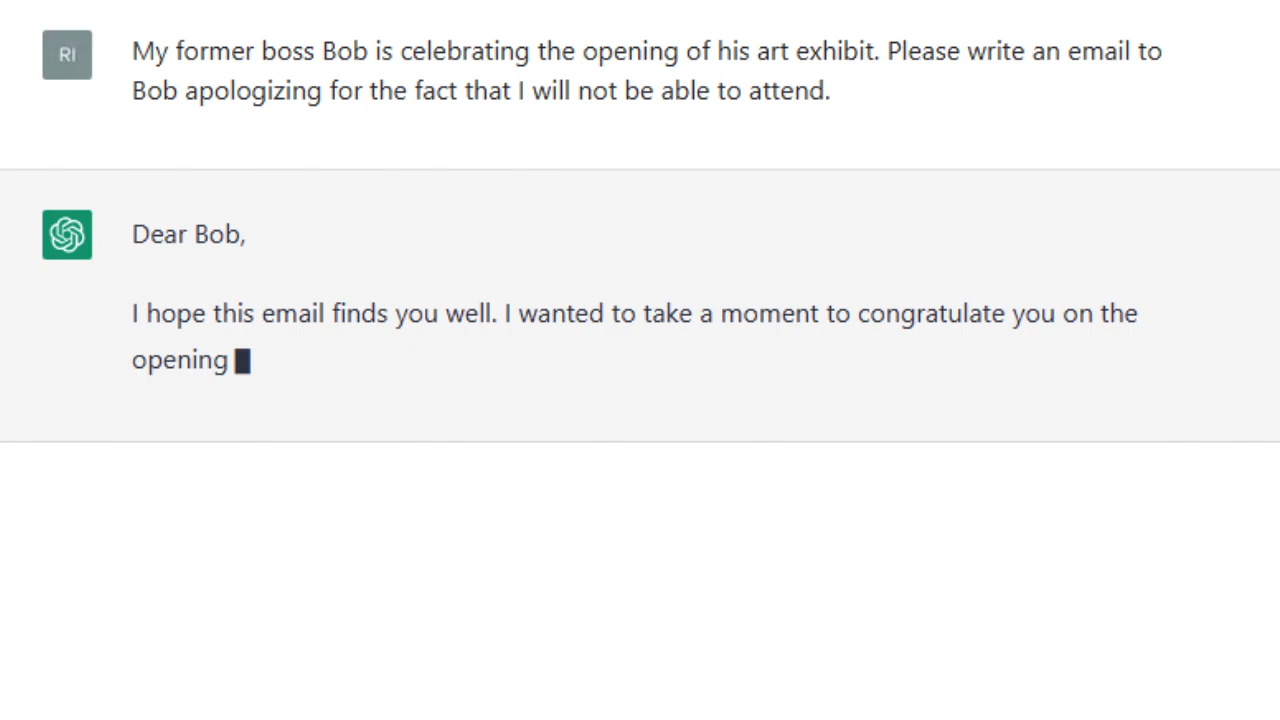 RI
My former boss Bob is celebrating the opening of his art exhibit. Please write an email to
Bob apologizing for the fact that I will not be able to attend.
Dear Bob,
I hope this email finds you well. I wanted to take a moment to congratulate you on the
opening